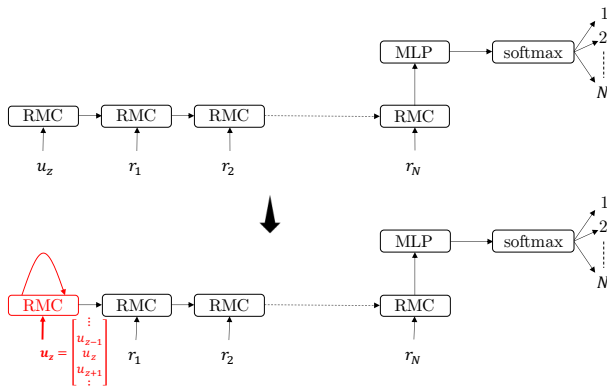 1
MLP → softmax 2
N
RMC → RMC → RMC ⇢ RMC
u_z r_1 r_2 r_N
1
MLP → softmax 2
N
RMC → RMC → RMC ⇢ RMC
⋮
u_{z-1}
u_z = u_z r_1 r_2 r_N
u_{z+1}
⋮